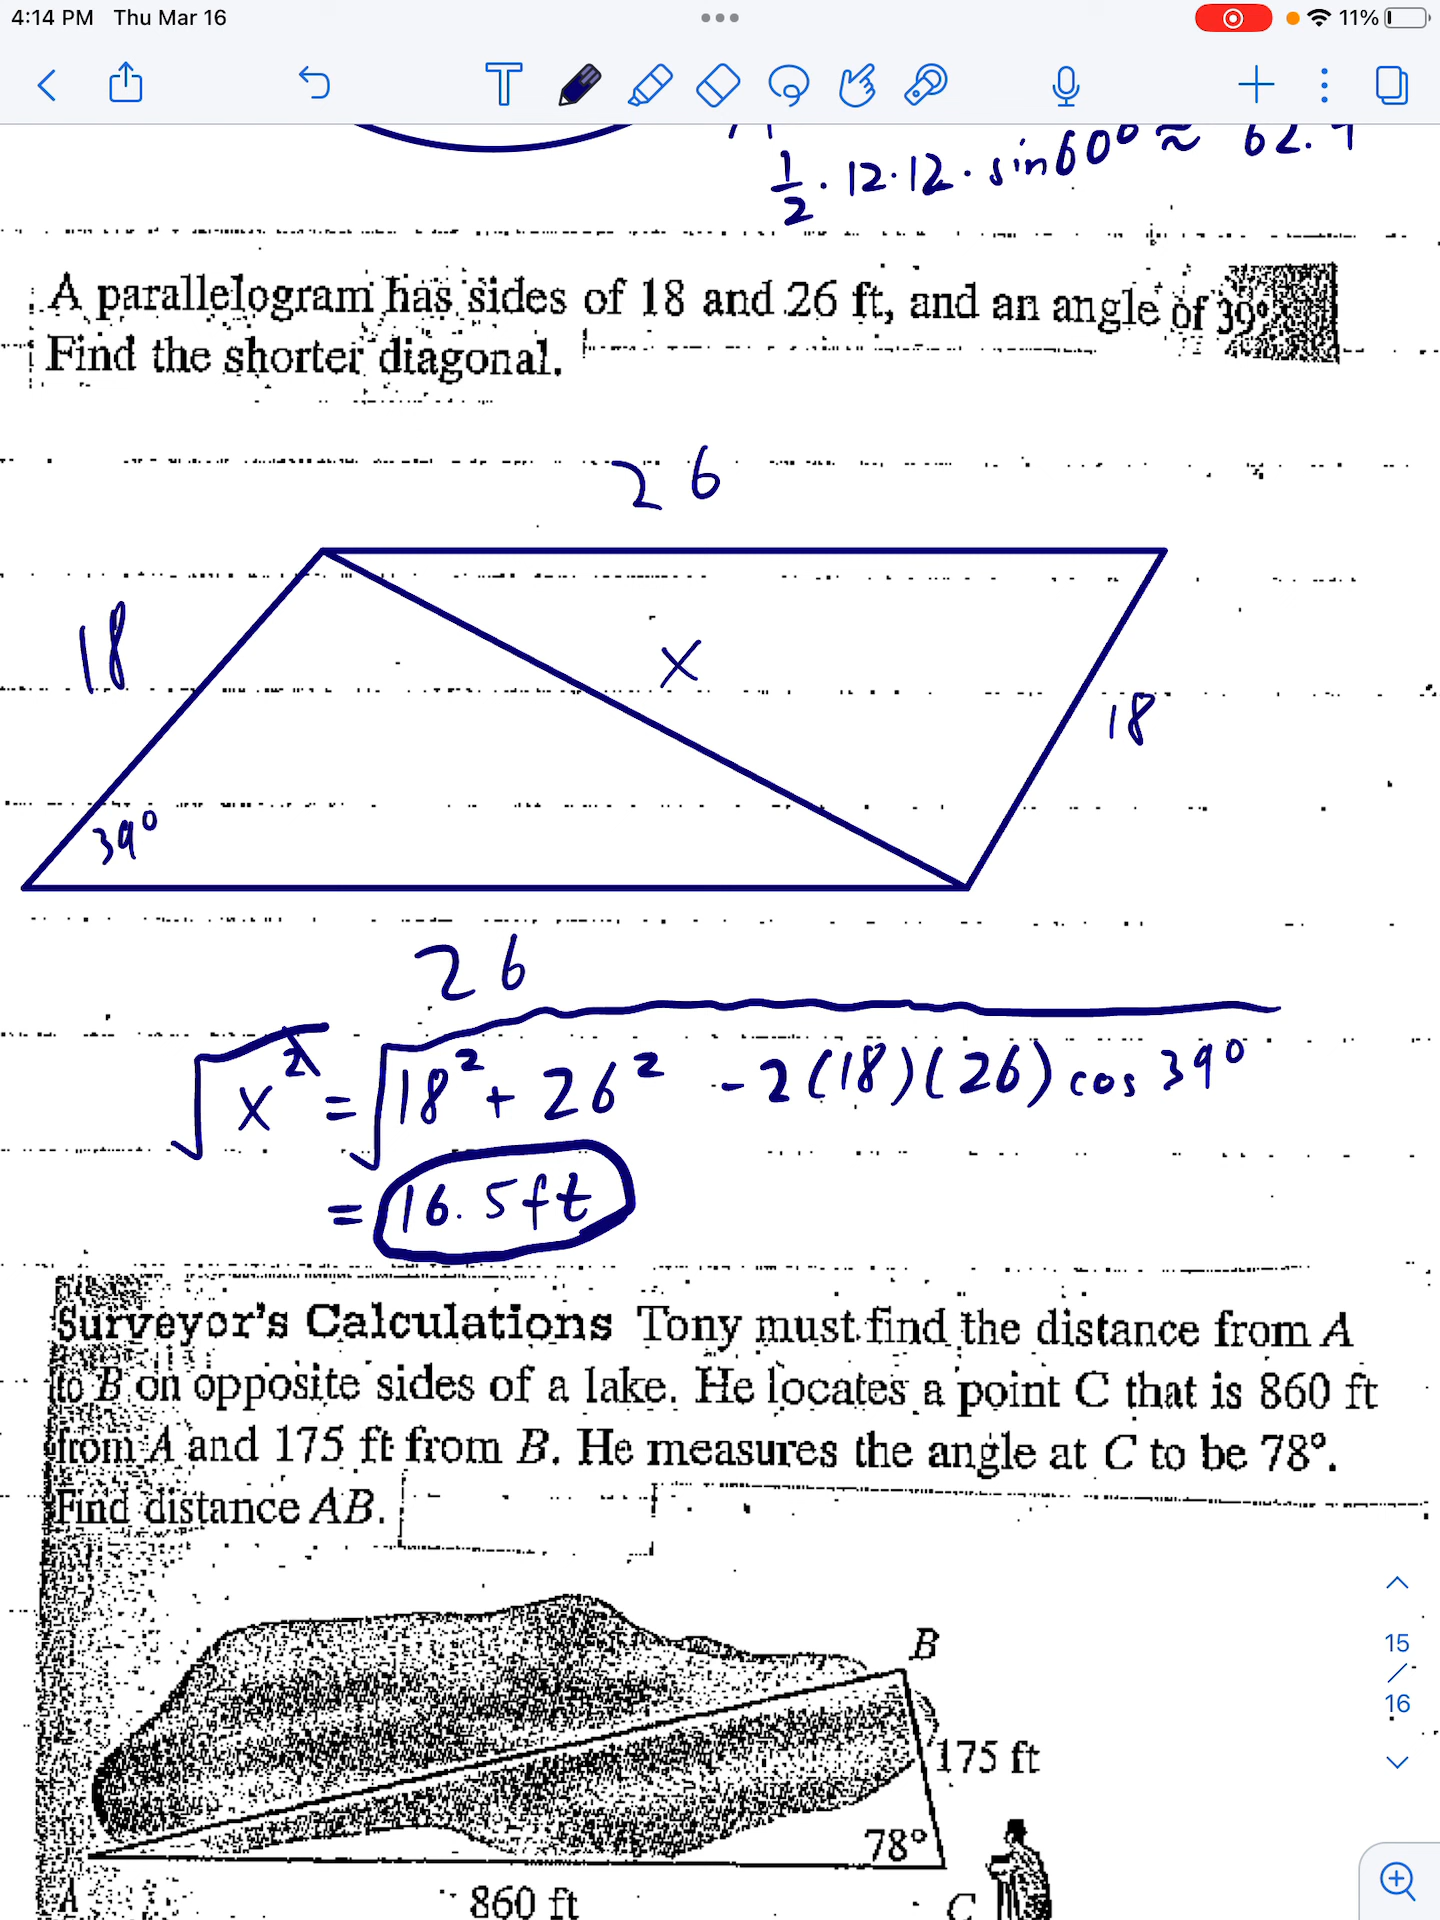 4:14 PM Thu Mar 16
11%
1/2 · 12 · 12 · sin 60° ≈ 62.4
A parallelogram has sides of 18 and 26 ft, and an angle of 39°.
Find the shorter diagonal.
26
18
x
18
39°
26
√x² = √18² + 26² - 2(18)(26) cos 39°
= 16.5 ft
Surveyor's Calculations Tony must find the distance from A
to B on opposite sides of a lake. He locates a point C that is 860 ft
from A and 175 ft from B. He measures the angle at C to be 78°.
Find distance AB.
B
15
/
16
175 ft
78°
A
860 ft
C